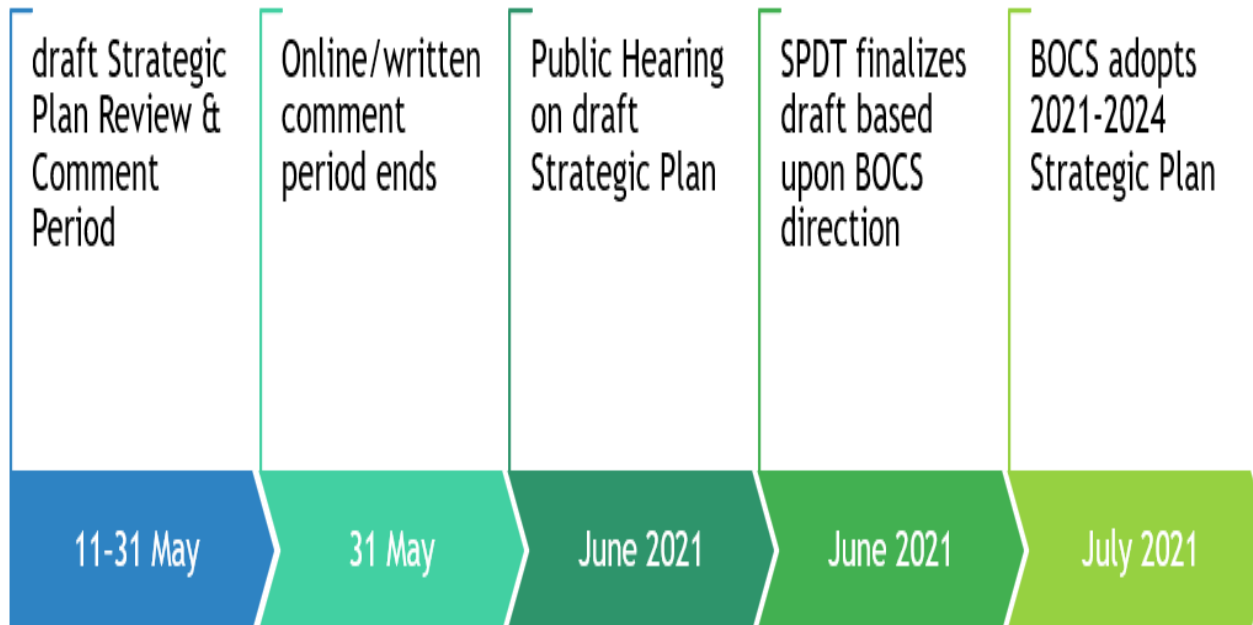 draft Strategic
Plan Review &
Comment
Period
Online/written
comment
period ends
Public Hearing
on draft
Strategic Plan
SPDT finalizes
draft based
upon BOCS
direction
BOCS adopts
2021-2024
Strategic Plan
11-31 May
31 May
June 2021
June 2021
July 2021